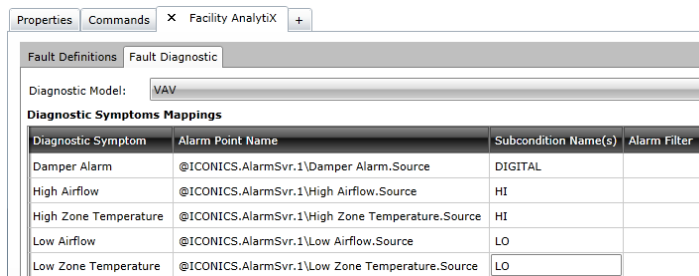 Properties Commands ✕ Facility AnalytiX +
Fault Definitions Fault Diagnostic
Diagnostic Model: VAV
Diagnostic Symptoms Mappings
Diagnostic Symptom Alarm Point Name Subcondition Name(s) Alarm Filter
Damper Alarm @ICONICS.AlarmSvr.1\Damper Alarm.Source DIGITAL
High Airflow @ICONICS.AlarmSvr.1\High Airflow.Source HI
High Zone Temperature @ICONICS.AlarmSvr.1\High Zone Temperature.Source HI
Low Airflow @ICONICS.AlarmSvr.1\Low Airflow.Source LO
Low Zone Temperature @ICONICS.AlarmSvr.1\Low Zone Temperature.Source LO